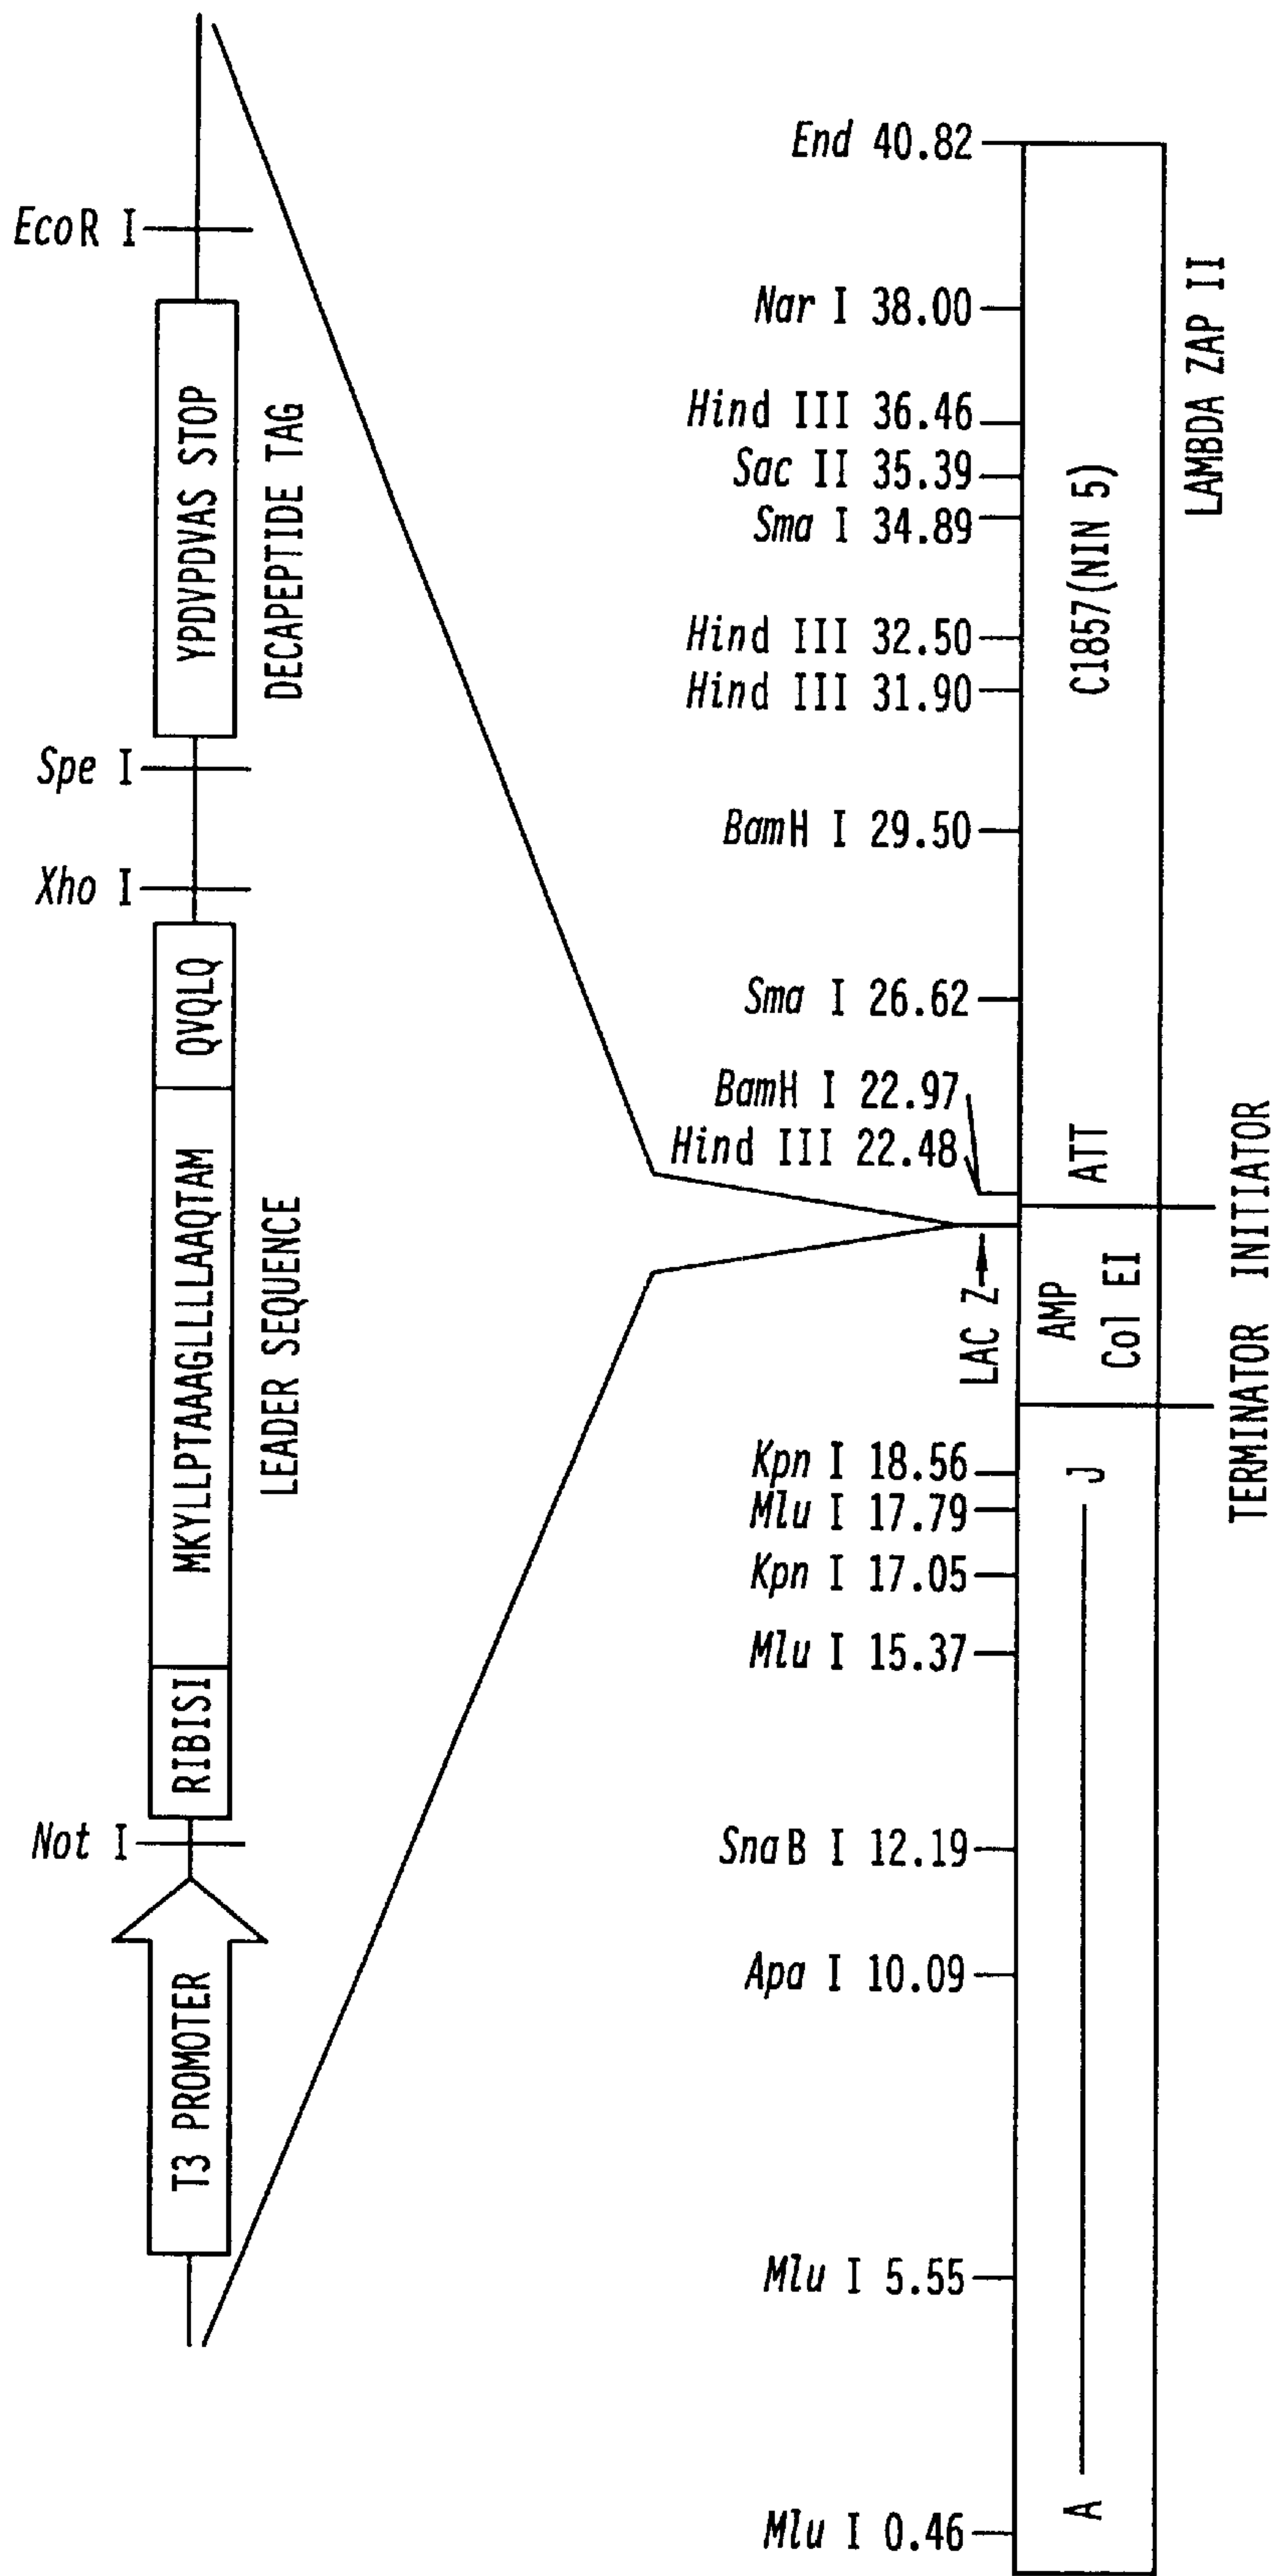 EcoR I
YPDVPDVAS STOP
DECAPEPTIDE TAG
Spe I
Xho I
QVQLQ
MKYLLPTAAAGLLLLAAQTAM
LEADER SEQUENCE
RIBISI
Not I
T3 PROMOTER
End 40.82
Nar I 38.00
Hind III 36.46
Sac II 35.39
Sma I 34.89
Hind III 32.50
Hind III 31.90
BamH I 29.50
Sma I 26.62
BamH I 22.97
Hind III 22.48
LAC Z
Kpn I 18.56
Mlu I 17.79
Kpn I 17.05
Mlu I 15.37
SnaB I 12.19
Apa I 10.09
Mlu I 5.55
Mlu I 0.46
C1857(NIN 5)
ATT
AMP
Col EI
J
A
LAMBDA ZAP II
TERMINATOR INITIATOR